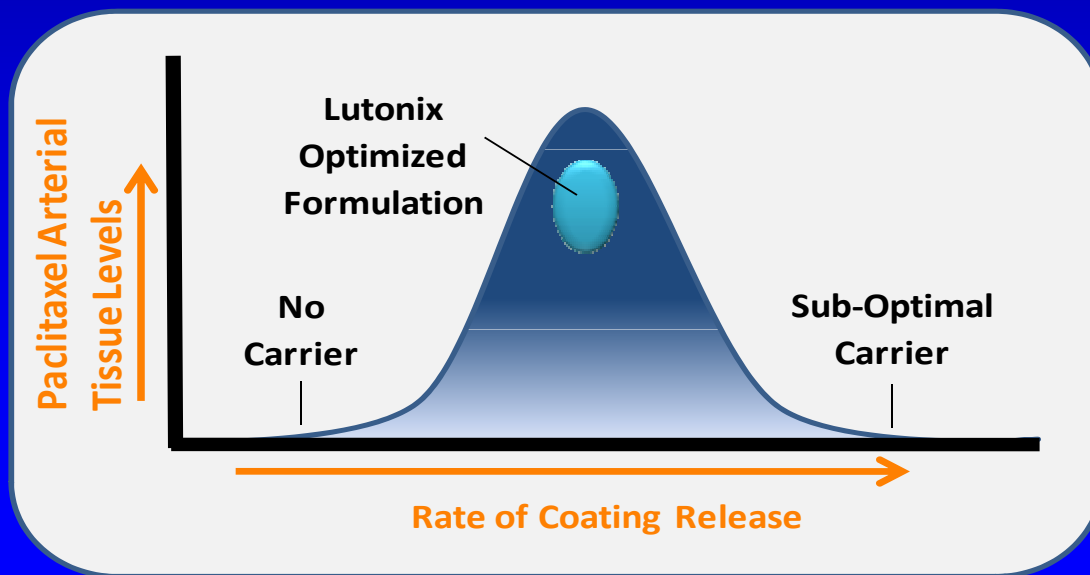 Lutonix
Optimized
Formulation
No
Carrier
Sub-Optimal
Carrier
Paclitaxel Arterial
Tissue Levels
Rate of Coating Release